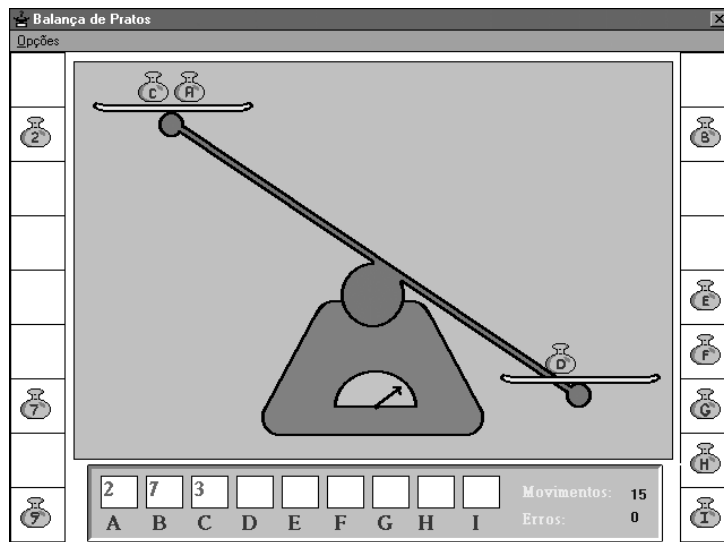 Balança de Pratos
Opções
C A
2
B
E
D
F
7
G
H
9
I
2 7 3
A B C D E F G H I
Movimentos: 15
Erros: 0